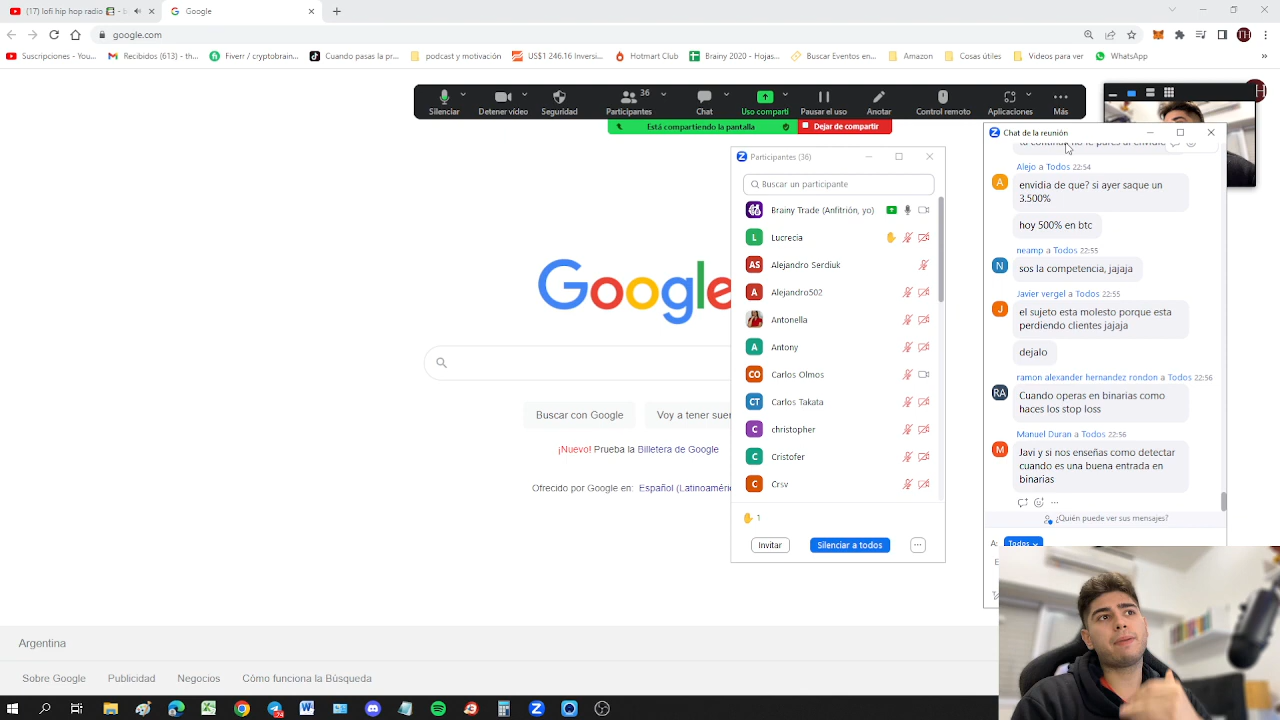 (17) lofi hip hop radio
Google
google.com
Suscripciones - You...
Recibidos (613) - th...
Fiverr / cryptobrain...
Cuando pasas la pr...
podcast y motivación
US$1 246.16 Inversi...
Hotmart Club
Brainy 2020 - Hojas...
Buscar Eventos en...
Amazon
Cosas útiles
Videos para ver
WhatsApp
»
36
Silenciar
Detener video
Seguridad
Participantes
Chat
Uso comparti
Pausar el uso
Anotar
Control remoto
Aplicaciones
Más
Está compartiendo la pantalla
Dejar de compartir
Google
Buscar con Google
Voy a tener suer
¡Nuevo! Prueba la Billetera de Google
Ofrecido por Google en: Español (Latinoaméri
Argentina
Sobre Google
Publicidad
Negocios
Cómo funciona la Búsqueda
Participantes (36)
Buscar un participante
Brainy Trade (Anfitrión, yo)
L Lucrecia
AS Alejandro Serdiuk
A Alejandro502
Antonella
A Antony
CO Carlos Olmos
CT Carlos Takata
C christopher
C Cristofer
C Crsv
1
Invitar
Silenciar a todos
...
Chat de la reunión
Alejo a Todos 22:54
A
envidia de que? si ayer saque un
3.500%
hoy 500% en btc
neamp a Todos 22:55
N
sos la competencia, jajaja
Javier vergel a Todos 22:55
J
el sujeto esta molesto porque esta
perdiendo clientes jajaja
dejalo
ramon alexander hernandez rondon a Todos 22:56
RA
Cuando operas en binarias como
haces los stop loss
Manuel Duran a Todos 22:56
M
Javi y si nos enseñas como detectar
cuando es una buena entrada en
binarias
...
¿Quién puede ver sus mensajes?
A:
Todos
74